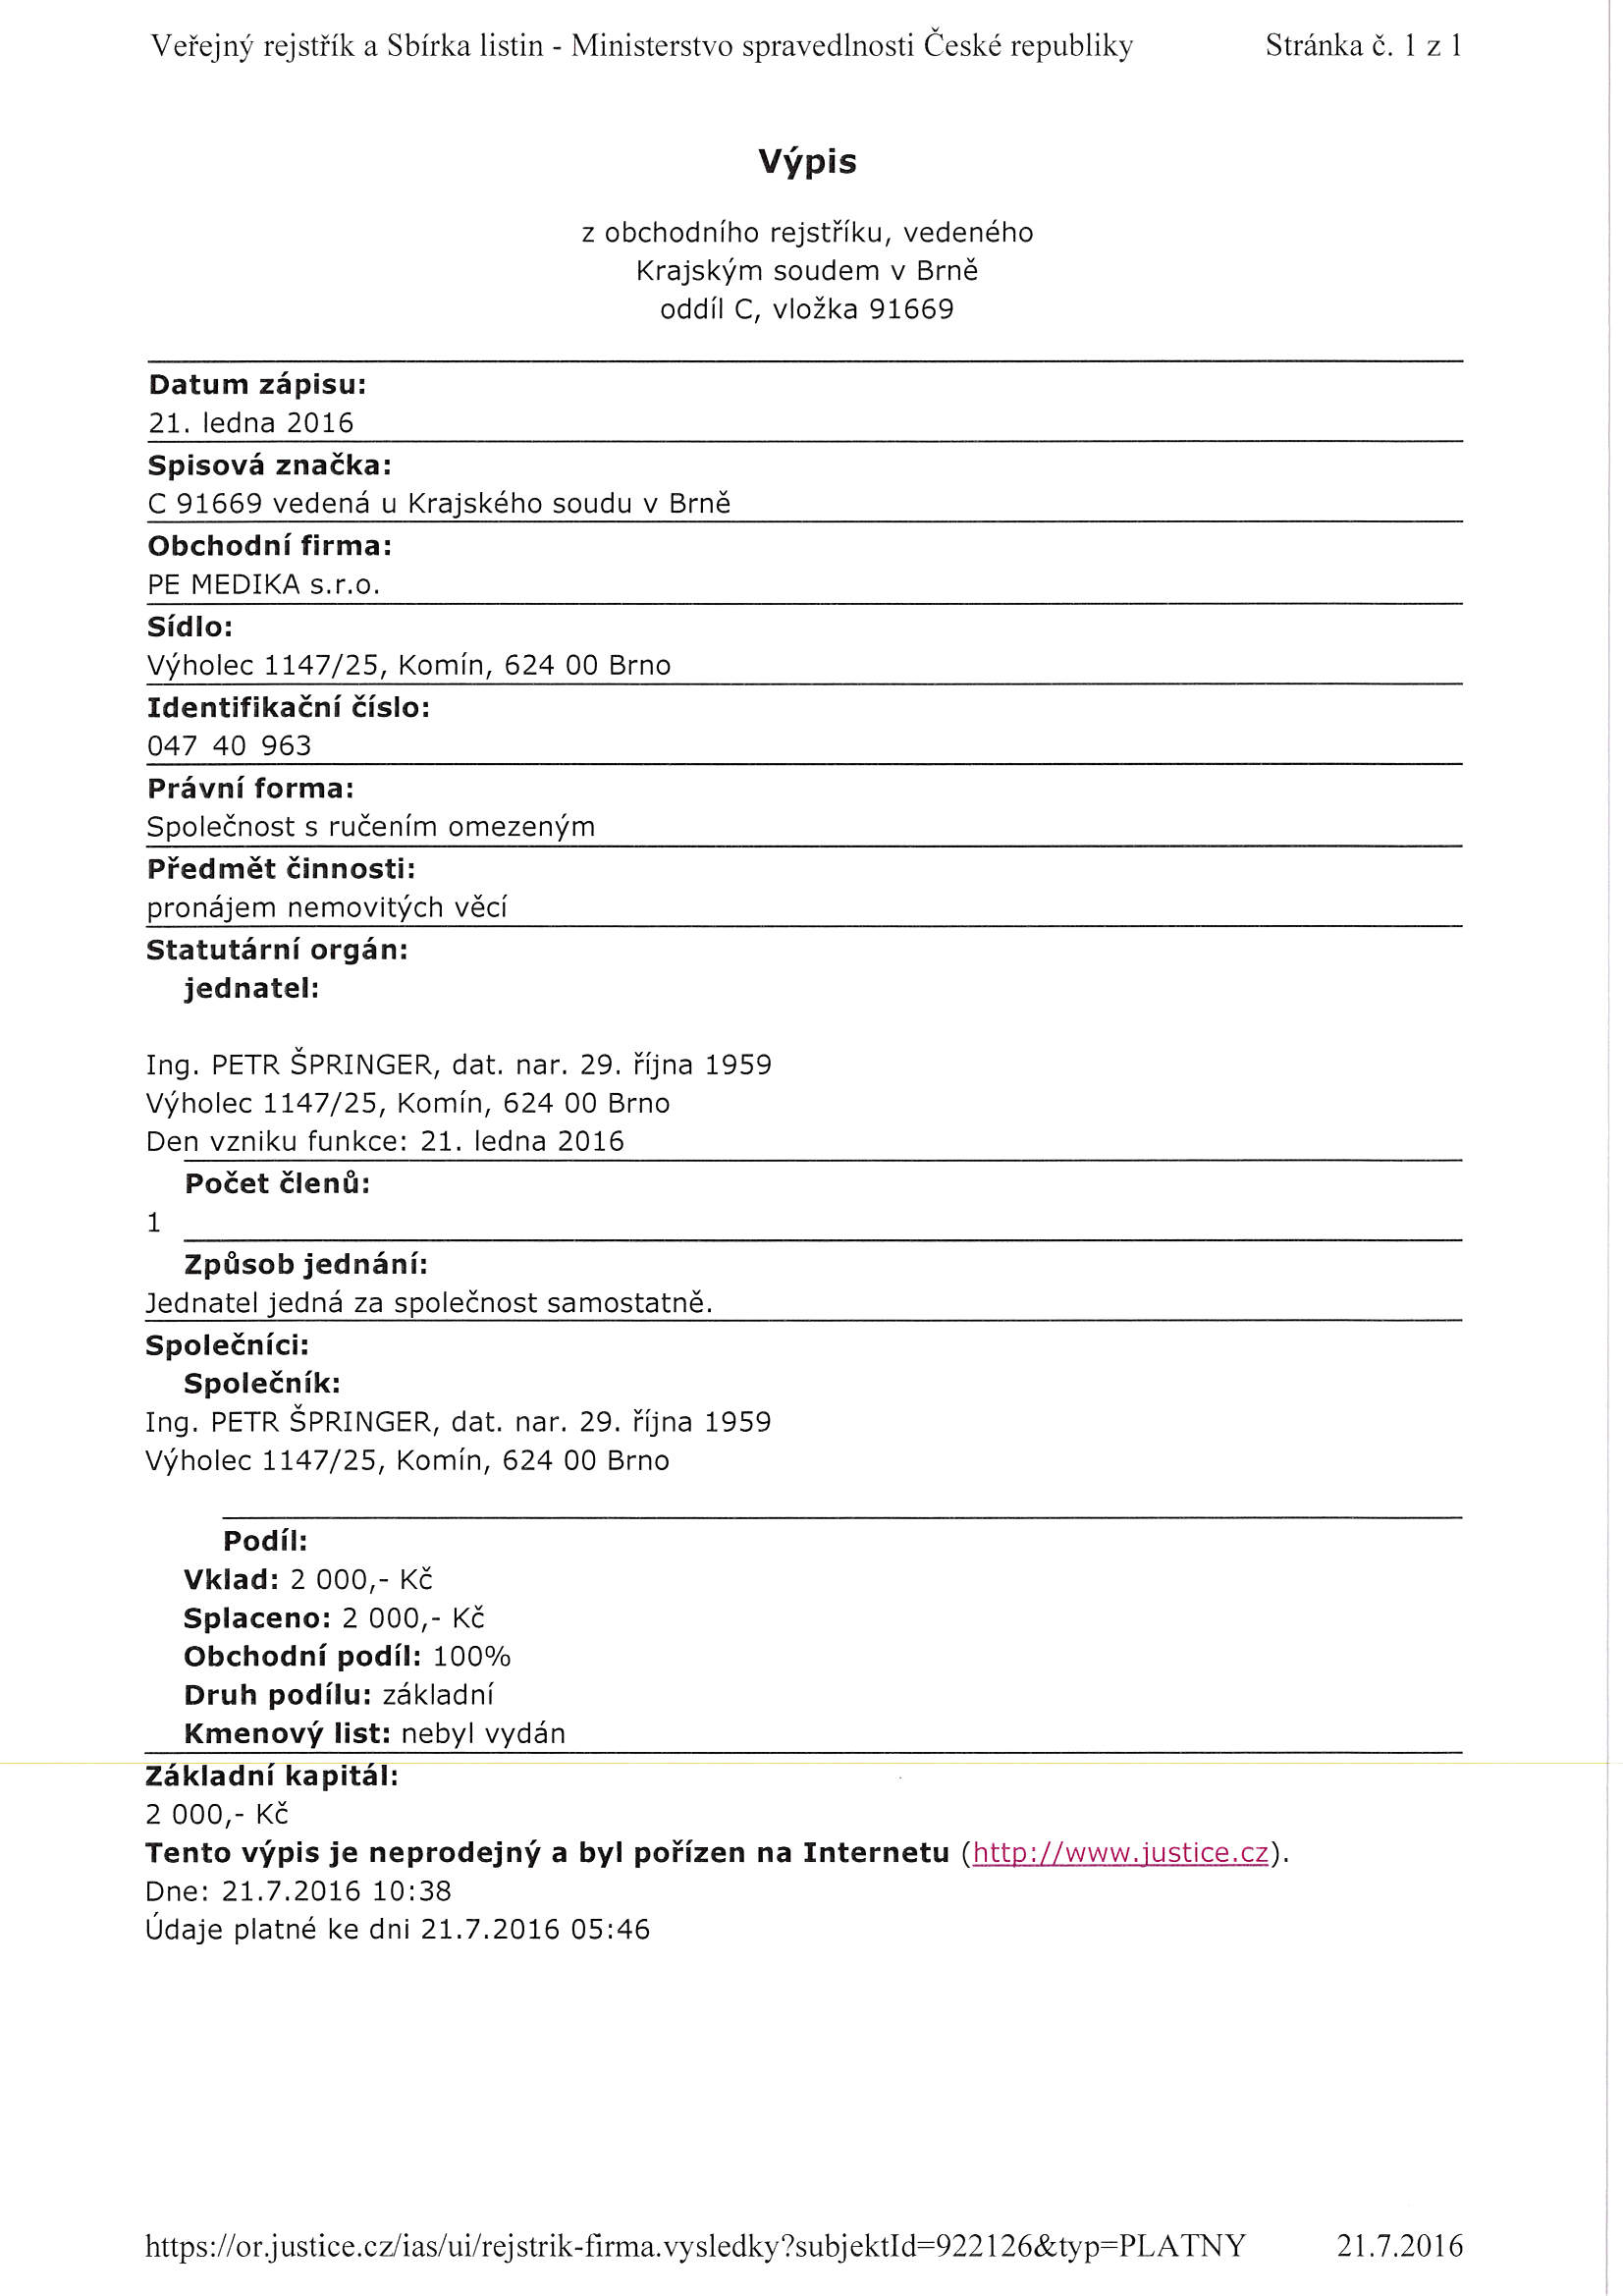 Veřejný rejstřík a Sbírka listin - Ministerstvo spravedlnosti České republiky Stránka č. 1 z 1
Výpis
z obchodního rejstříku, vedeného
Krajským soudem v Brně
oddíl C, vložka 91669
Datum zápisu:
21. ledna 2016
Spisová značka:
C 91669 vedená u Krajského soudu v Brně
Obchodní firma:
PE MEDIKA s.r.o.
Sídlo:
Výholec 1147/25, Komín, 624 00 Brno
Identifikační číslo:
047 40 963
Právní forma:
Společnost s ručením omezeným
Předmět činnosti:
pronájem nemovitých věcí
Statutární orgán:
jednatel:
Ing. PETR ŠPRINGER, dat. nar. 29. října 1959
Výholec 1147/25, Komín, 624 00 Brno
Den vzniku funkce: 21. ledna 2016
Počet členů:
1
Způsob jednání:
Jednatel jedná za společnost samostatně.
Společníci:
Společník:
Ing. PETR ŠPRINGER, dat. nar. 29. října 1959
Výholec 1147/25, Komín, 624 00 Brno
Podíl:
Vklad: 2 000,- Kč
Splaceno: 2 000,- Kč
Obchodní podíl: 100%
Druh podílu: základní
Kmenový list: nebyl vydán
Základní kapitál:
2 000,- Kč
Tento výpis je neprodejný a byl pořízen na Internetu (http://www.justice.cz).
Dne: 21.7.2016 10:38
Údaje platné ke dni 21.7.2016 05:46
https://or.justice.cz/ias/ui/rejstrik-firma.vysledky?subjektId=922126&typ=PLATNY 21.7.2016